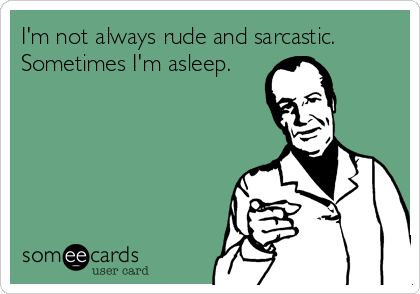 I'm not always rude and sarcastic.
Sometimes I'm asleep.
someecards
user card